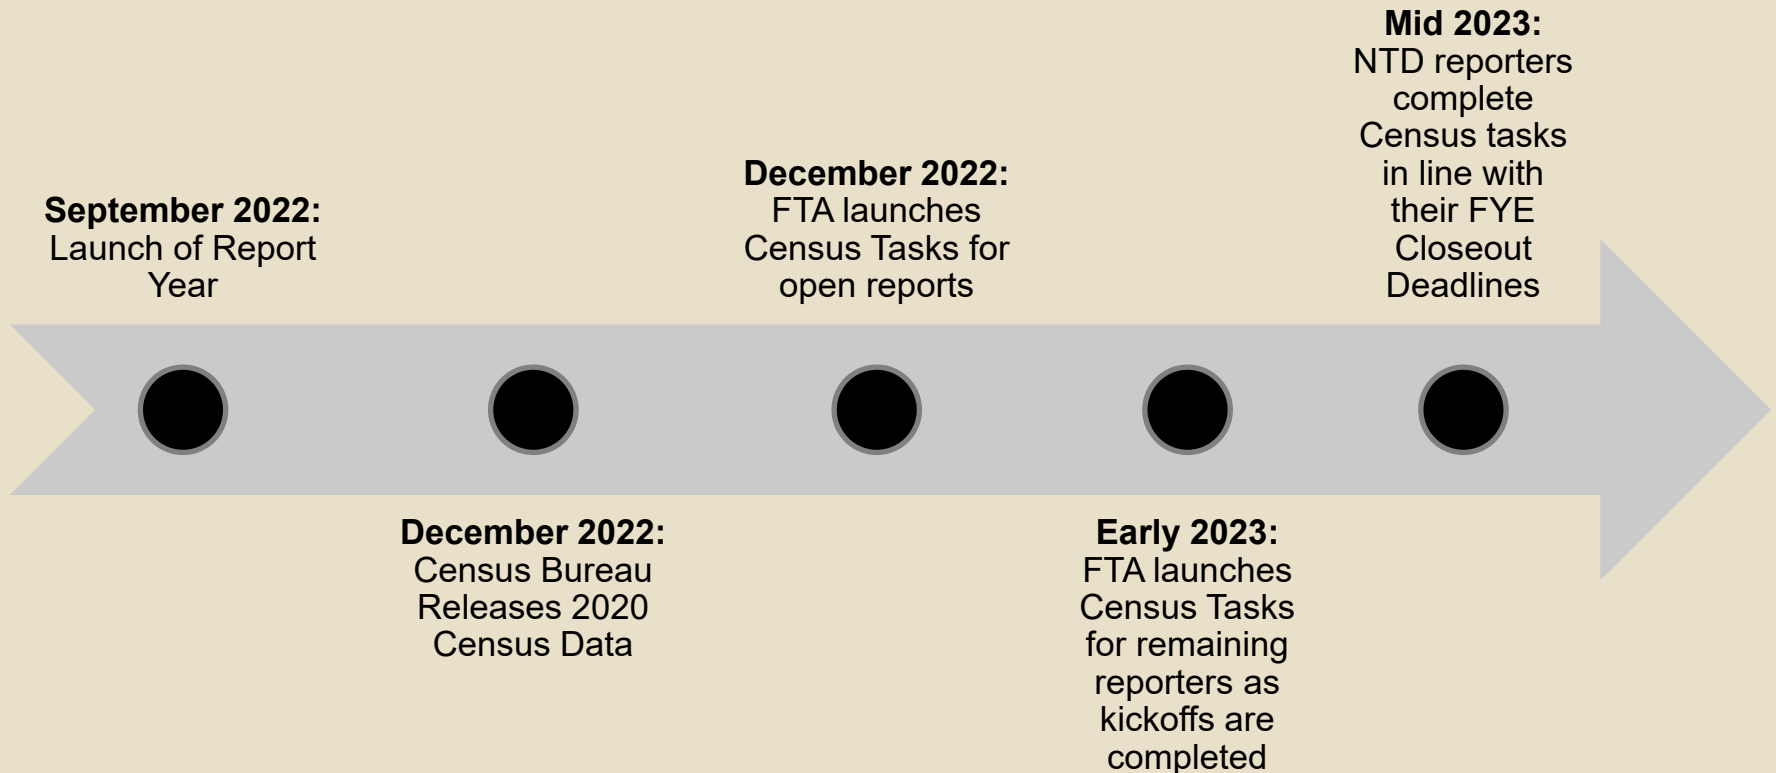 September 2022:
Launch of Report
Year
December 2022:
Census Bureau
Releases 2020
Census Data
December 2022:
FTA launches
Census Tasks for
open reports
Early 2023:
FTA launches
Census Tasks
for remaining
reporters as
kickoffs are
completed
Mid 2023:
NTD reporters
complete
Census tasks
in line with
their FYE
Closeout
Deadlines